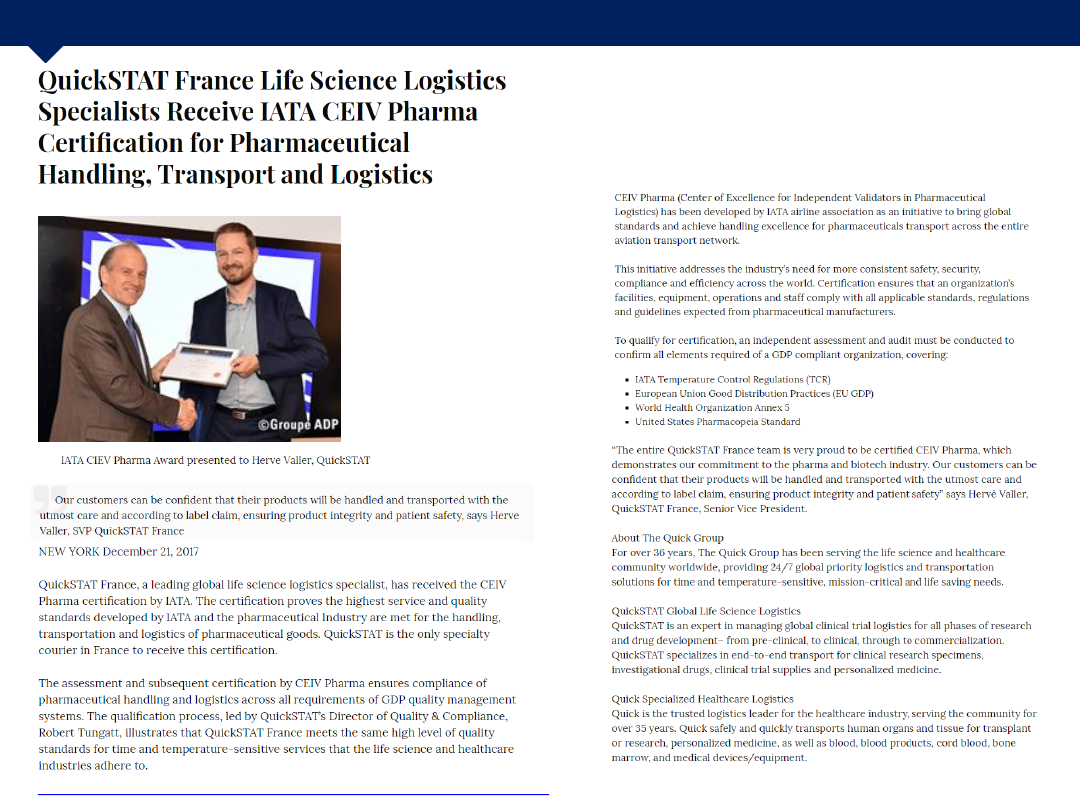 QuickSTAT France Life Science Logistics
Specialists Receive IATA CEIV Pharma
Certification for Pharmaceutical
Handling, Transport and Logistics
©Groupe ADP
IATA CIEV Pharma Award presented to Herve Valler, QuickSTAT
Our customers can be confident that their products will be handled and transported with the
utmost care and according to label claim, ensuring product integrity and patient safety, says Herve
Valler, SVP QuickSTAT France
NEW YORK December 21, 2017
QuickSTAT France, a leading global life science logistics specialist, has received the CEIV
Pharma certification by IATA. The certification proves the highest service and quality
standards developed by IATA and the pharmaceutical Industry are met for the handling,
transportation and logistics of pharmaceutical goods. QuickSTAT is the only specialty
courier in France to receive this certification.
The assessment and subsequent certification by CEIV Pharma ensures compliance of
pharmaceutical handling and logistics across all requirements of GDP quality management
systems. The qualification process, led by QuickSTAT's Director of Quality & Compliance,
Robert Tungatt, illustrates that QuickSTAT France meets the same high level of quality
standards for time and temperature-sensitive services that the life science and healthcare
industries adhere to.
CEIV Pharma (Center of Excellence for Independent Validators in Pharmaceutical
Logistics) has been developed by IATA airline association as an initiative to bring global
standards and achieve handling excellence for pharmaceuticals transport across the entire
aviation transport network.
This initiative addresses the industry's need for more consistent safety, security,
compliance and efficiency across the world. Certification ensures that an organization's
facilities, equipment, operations and staff comply with all applicable standards, regulations
and guidelines expected from pharmaceutical manufacturers.
To qualify for certification, an independent assessment and audit must be conducted to
confirm all elements required of a GDP compliant organization, covering:
▪ IATA Temperature Control Regulations (TCR)
▪ European Union Good Distribution Practices (EU GDP)
▪ World Health Organization Annex 5
▪ United States Pharmacopeia Standard
“The entire QuickSTAT France team is very proud to be certified CEIV Pharma, which
demonstrates our commitment to the pharma and biotech industry. Our customers can be
confident that their products will be handled and transported with the utmost care and
according to label claim, ensuring product integrity and patient safety” says Hervé Valler,
QuickSTAT France, Senior Vice President.
About The Quick Group
For over 36 years, The Quick Group has been serving the life science and healthcare
community worldwide, providing 24/7 global priority logistics and transportation
solutions for time and temperature-sensitive, mission-critical and life saving needs.
QuickSTAT Global Life Science Logistics
QuickSTAT is an expert in managing global clinical trial logistics for all phases of research
and drug development– from pre-clinical, to clinical, through to commercialization.
QuickSTAT specializes in end-to-end transport for clinical research specimens,
investigational drugs, clinical trial supplies and personalized medicine.
Quick Specialized Healthcare Logistics
Quick is the trusted logistics leader for the healthcare industry, serving the community for
over 35 years. Quick safely and quickly transports human organs and tissue for transplant
or research, personalized medicine, as well as blood, blood products, cord blood, bone
marrow, and medical devices/equipment.